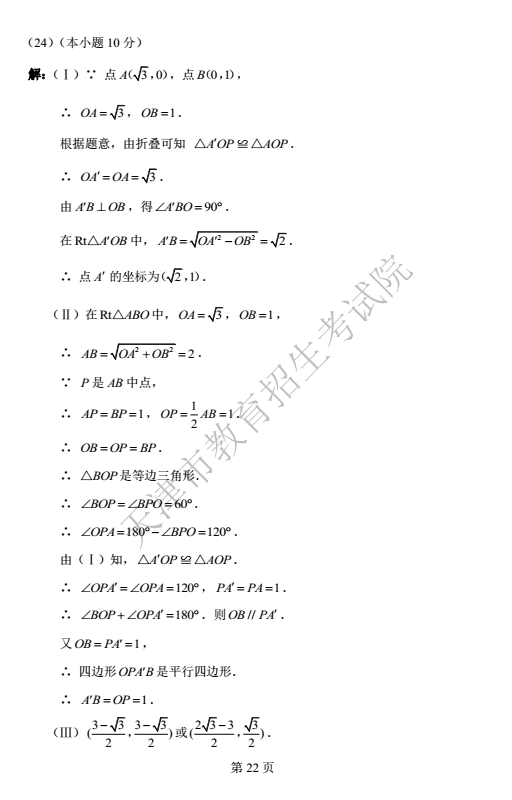 （24）（本小题 10 分）
解:（Ⅰ）∵ 点 A(√3,0)，点 B(0,1)，
∴ OA=√3，OB=1．
根据题意，由折叠可知 △A′OP≌△AOP．
∴ OA′=OA=√3．
由 A′B⊥OB，得∠A′BO=90°．
在 Rt△A′OB 中，A′B=√(OA′²−OB²)=√2．
∴ 点 A′ 的坐标为(√2,1)．
（Ⅱ）在 Rt△ABO 中，OA=√3，OB=1，
∴ AB=√(OA²+OB²)=2．
∵ P 是 AB 中点，
∴ AP=BP=1，OP=1/2 AB=1．
∴ OB=OP=BP．
∴ △BOP 是等边三角形．
∴ ∠BOP=∠BPO=60°．
∴ ∠OPA=180°−∠BPO=120°．
由（Ⅰ）知，△A′OP≌△AOP．
∴ ∠OPA′=∠OPA=120°，PA′=PA=1．
∴ ∠BOP+∠OPA′=180°．则 OB // PA′．
又 OB=PA′=1，
∴ 四边形 OPA′B 是平行四边形．
∴ A′B=OP=1．
（Ⅲ）((3−√3)/2,(3−√3)/2)或((2√3−3)/2,√3/2)．
第 22 页
天津市教育招生考试院